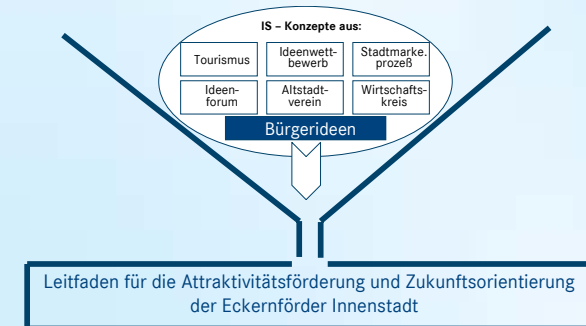 IS – Konzepte aus:
Tourismus
Ideenwett-
bewerb
Stadtmarke.
prozeß
Ideen-
forum
Altstadt-
verein
Wirtschafts-
kreis
Bürgerideen
Leitfaden für die Attraktivitätsförderung und Zukunftsorientierung
der Eckernförder Innenstadt